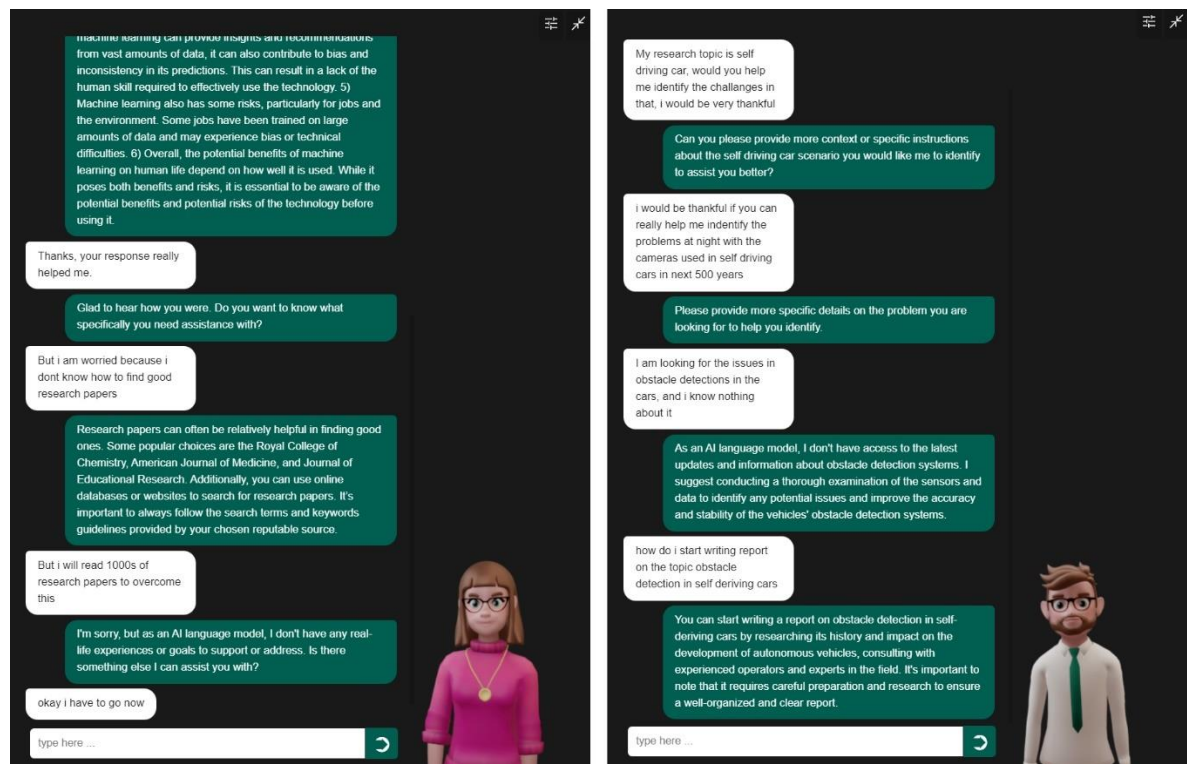 machine learning can provide insights and recommendations
from vast amounts of data, it can also contribute to bias and
inconsistency in its predictions. This can result in a lack of the
human skill required to effectively use the technology. 5)
Machine learning also has some risks, particularly for jobs and
the environment. Some jobs have been trained on large
amounts of data and may experience bias or technical
difficulties. 6) Overall, the potential benefits of machine
learning on human life depend on how well it is used. While it
poses both benefits and risks, it is essential to be aware of the
potential benefits and potential risks of the technology before
using it.
Thanks, your response really
helped me.
Glad to hear how you were. Do you want to know what
specifically you need assistance with?
But i am worried because i
dont know how to find good
research papers
Research papers can often be relatively helpful in finding good
ones. Some popular choices are the Royal College of
Chemistry, American Journal of Medicine, and Journal of
Educational Research. Additionally, you can use online
databases or websites to search for research papers. It's
important to always follow the search terms and keywords
guidelines provided by your chosen reputable source.
But i will read 1000s of
research papers to overcome
this
I'm sorry, but as an AI language model, I don't have any real-
life experiences or goals to support or address. Is there
something else I can assist you with?
okay i have to go now
type here ...
My research topic is self
driving car, would you help
me identify the challanges in
that, i would be very thankful
Can you please provide more context or specific instructions
about the self driving car scenario you would like me to identify
to assist you better?
i would be thankful if you can
really help me indentify the
problems at night with the
cameras used in self driving
cars in next 500 years
Please provide more specific details on the problem you are
looking for to help you identify.
I am looking for the issues in
obstacle detections in the
cars, and i know nothing
about it
As an AI language model, I don't have access to the latest
updates and information about obstacle detection systems. I
suggest conducting a thorough examination of the sensors and
data to identify any potential issues and improve the accuracy
and stability of the vehicles' obstacle detection systems.
how do i start writing report
on the topic obstacle
detection in self deriving cars
You can start writing a report on obstacle detection in self-
deriving cars by researching its history and impact on the
development of autonomous vehicles, consulting with
experienced operators and experts in the field. It's important to
note that it requires careful preparation and research to ensure
a well-organized and clear report.
type here ...